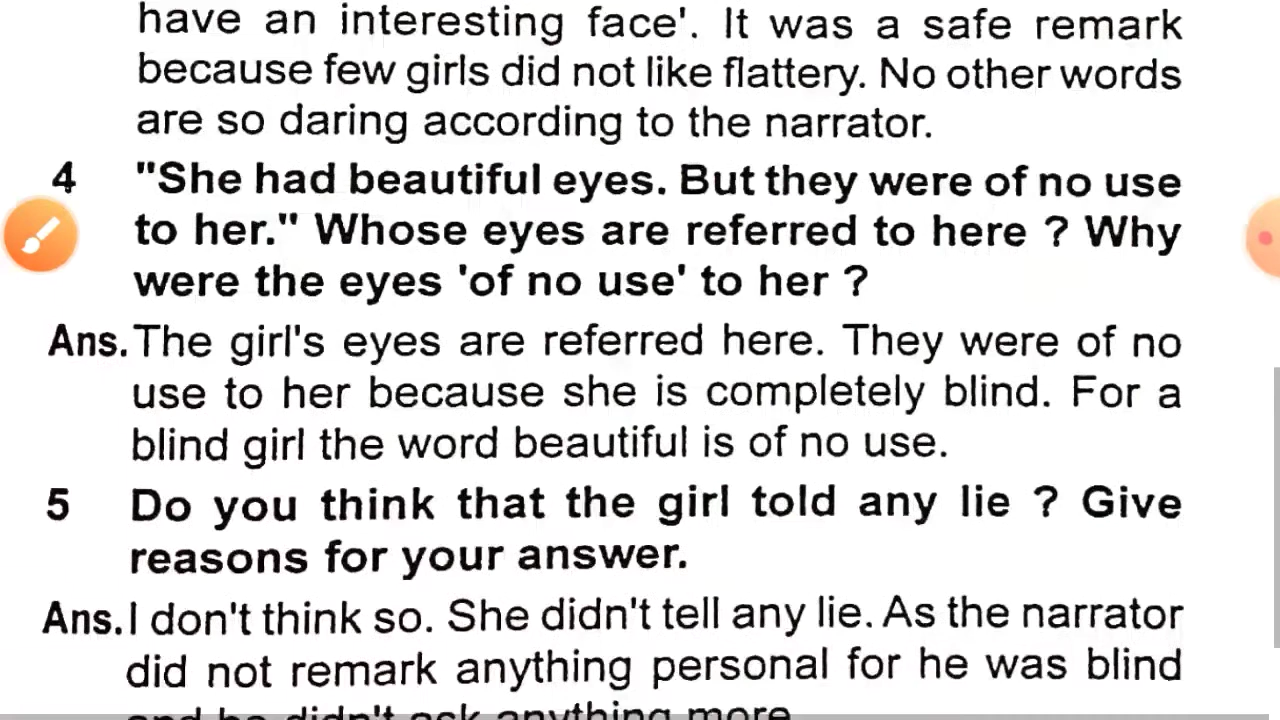 have an interesting face'. It was a safe remark
because few girls did not like flattery. No other words
are so daring according to the narrator.
4 "She had beautiful eyes. But they were of no use
to her." Whose eyes are referred to here ? Why
were the eyes 'of no use' to her ?
Ans. The girl's eyes are referred here. They were of no
use to her because she is completely blind. For a
blind girl the word beautiful is of no use.
5 Do you think that the girl told any lie ? Give
reasons for your answer.
Ans. I don't think so. She didn't tell any lie. As the narrator
did not remark anything personal for he was blind
and he didn't ask anything more.